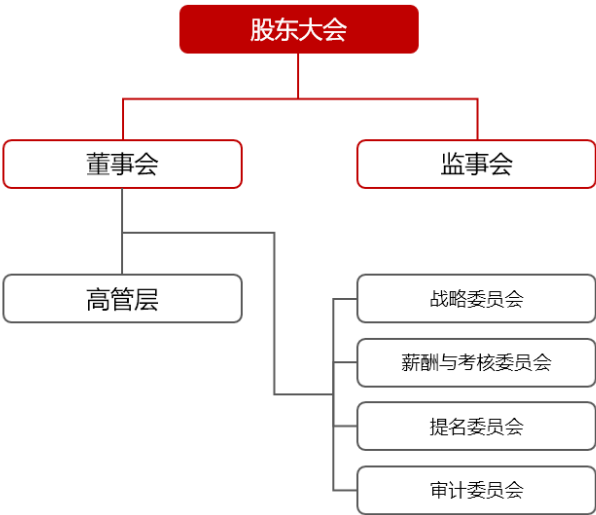 股东大会
董事会
监事会
高管层
战略委员会
薪酬与考核委员会
提名委员会
审计委员会